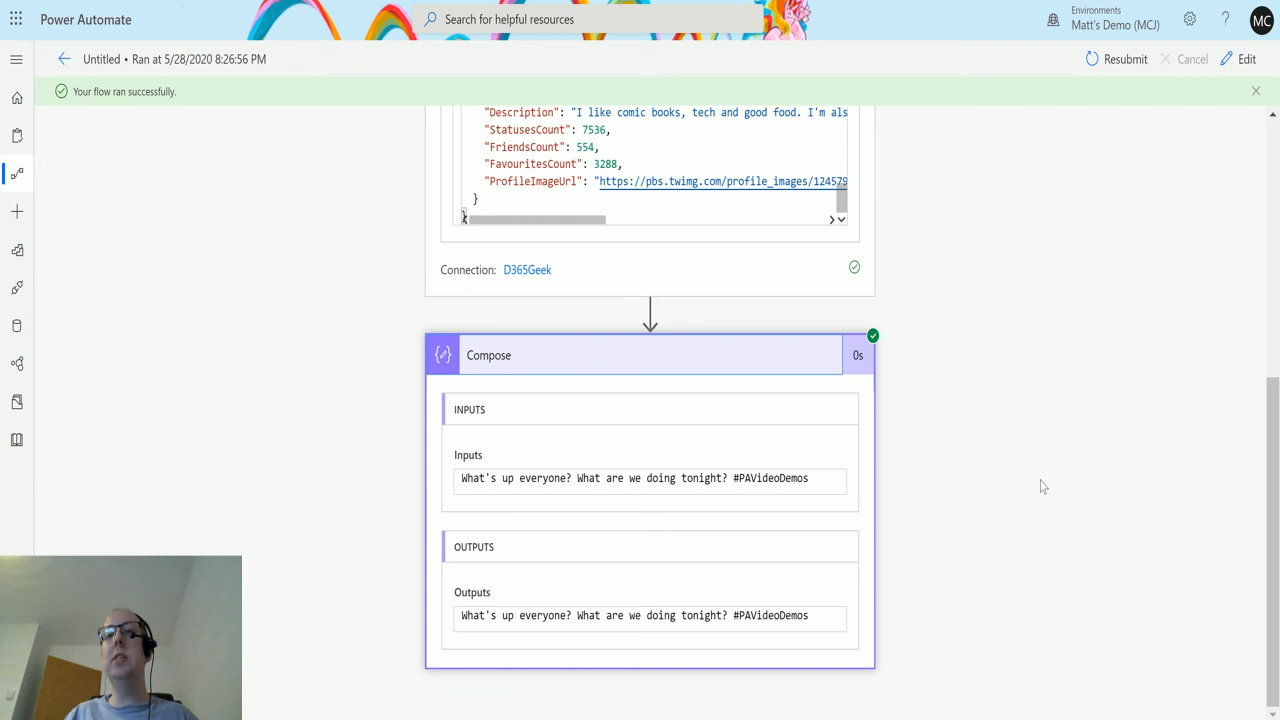 Power Automate
Search for helpful resources
Environments
Matt's Demo (MCJ)
?
MC
Untitled • Ran at 5/28/2020 8:26:56 PM
Resubmit
Cancel
Edit
Your flow ran successfully.
"Description": "I like comic books, tech and good food. I'm als
"StatusesCount": 7536,
"FriendsCount": 554,
"FavouritesCount": 3288,
"ProfileImageUrl": "https://pbs.twimg.com/profile_images/124579
}
}
Connection: D365Geek
Compose
0s
INPUTS
Inputs
What's up everyone? What are we doing tonight? #PAVideoDemos
OUTPUTS
Outputs
What's up everyone? What are we doing tonight? #PAVideoDemos